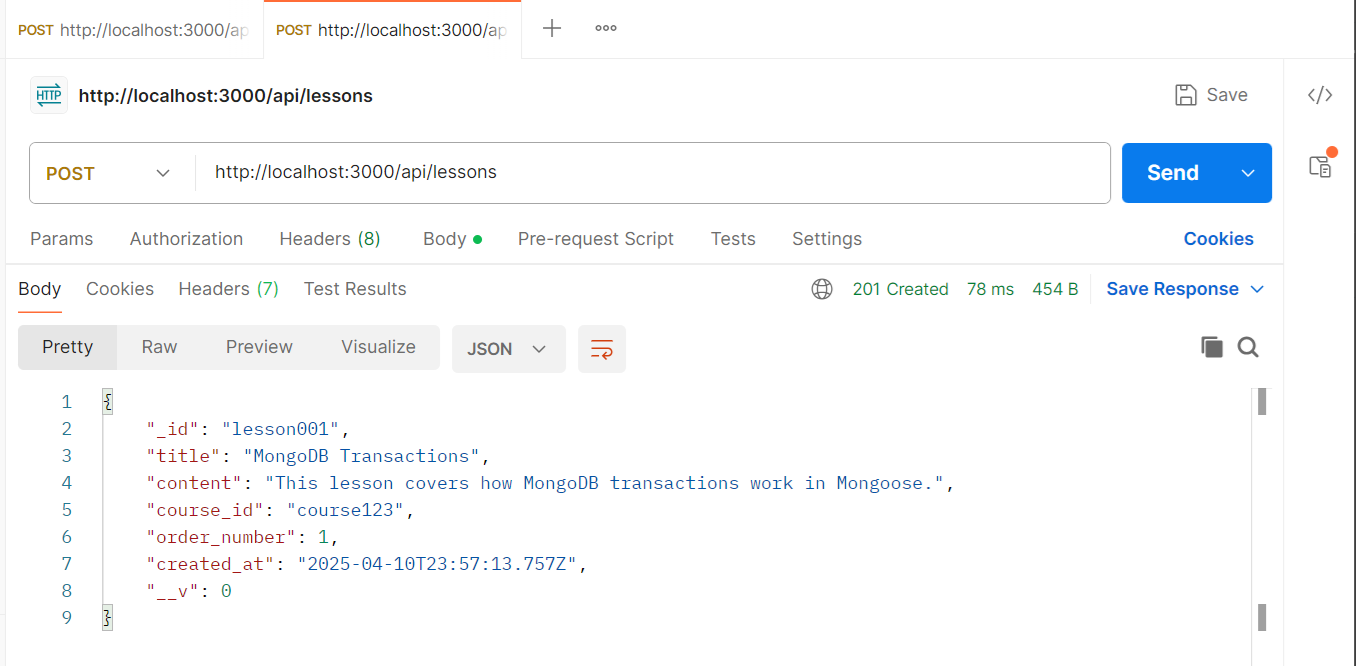 POST http://localhost:3000/ap POST http://localhost:3000/ap
HTTP http://localhost:3000/api/lessons Save
POST http://localhost:3000/api/lessons Send
Params Authorization Headers (8) Body Pre-request Script Tests Settings Cookies
Body Cookies Headers (7) Test Results 201 Created 78 ms 454 B Save Response
Pretty Raw Preview Visualize JSON
1 {
2 "_id": "lesson001",
3 "title": "MongoDB Transactions",
4 "content": "This lesson covers how MongoDB transactions work in Mongoose.",
5 "course_id": "course123",
6 "order_number": 1,
7 "created_at": "2025-04-10T23:57:13.757Z",
8 "__v": 0
9 }